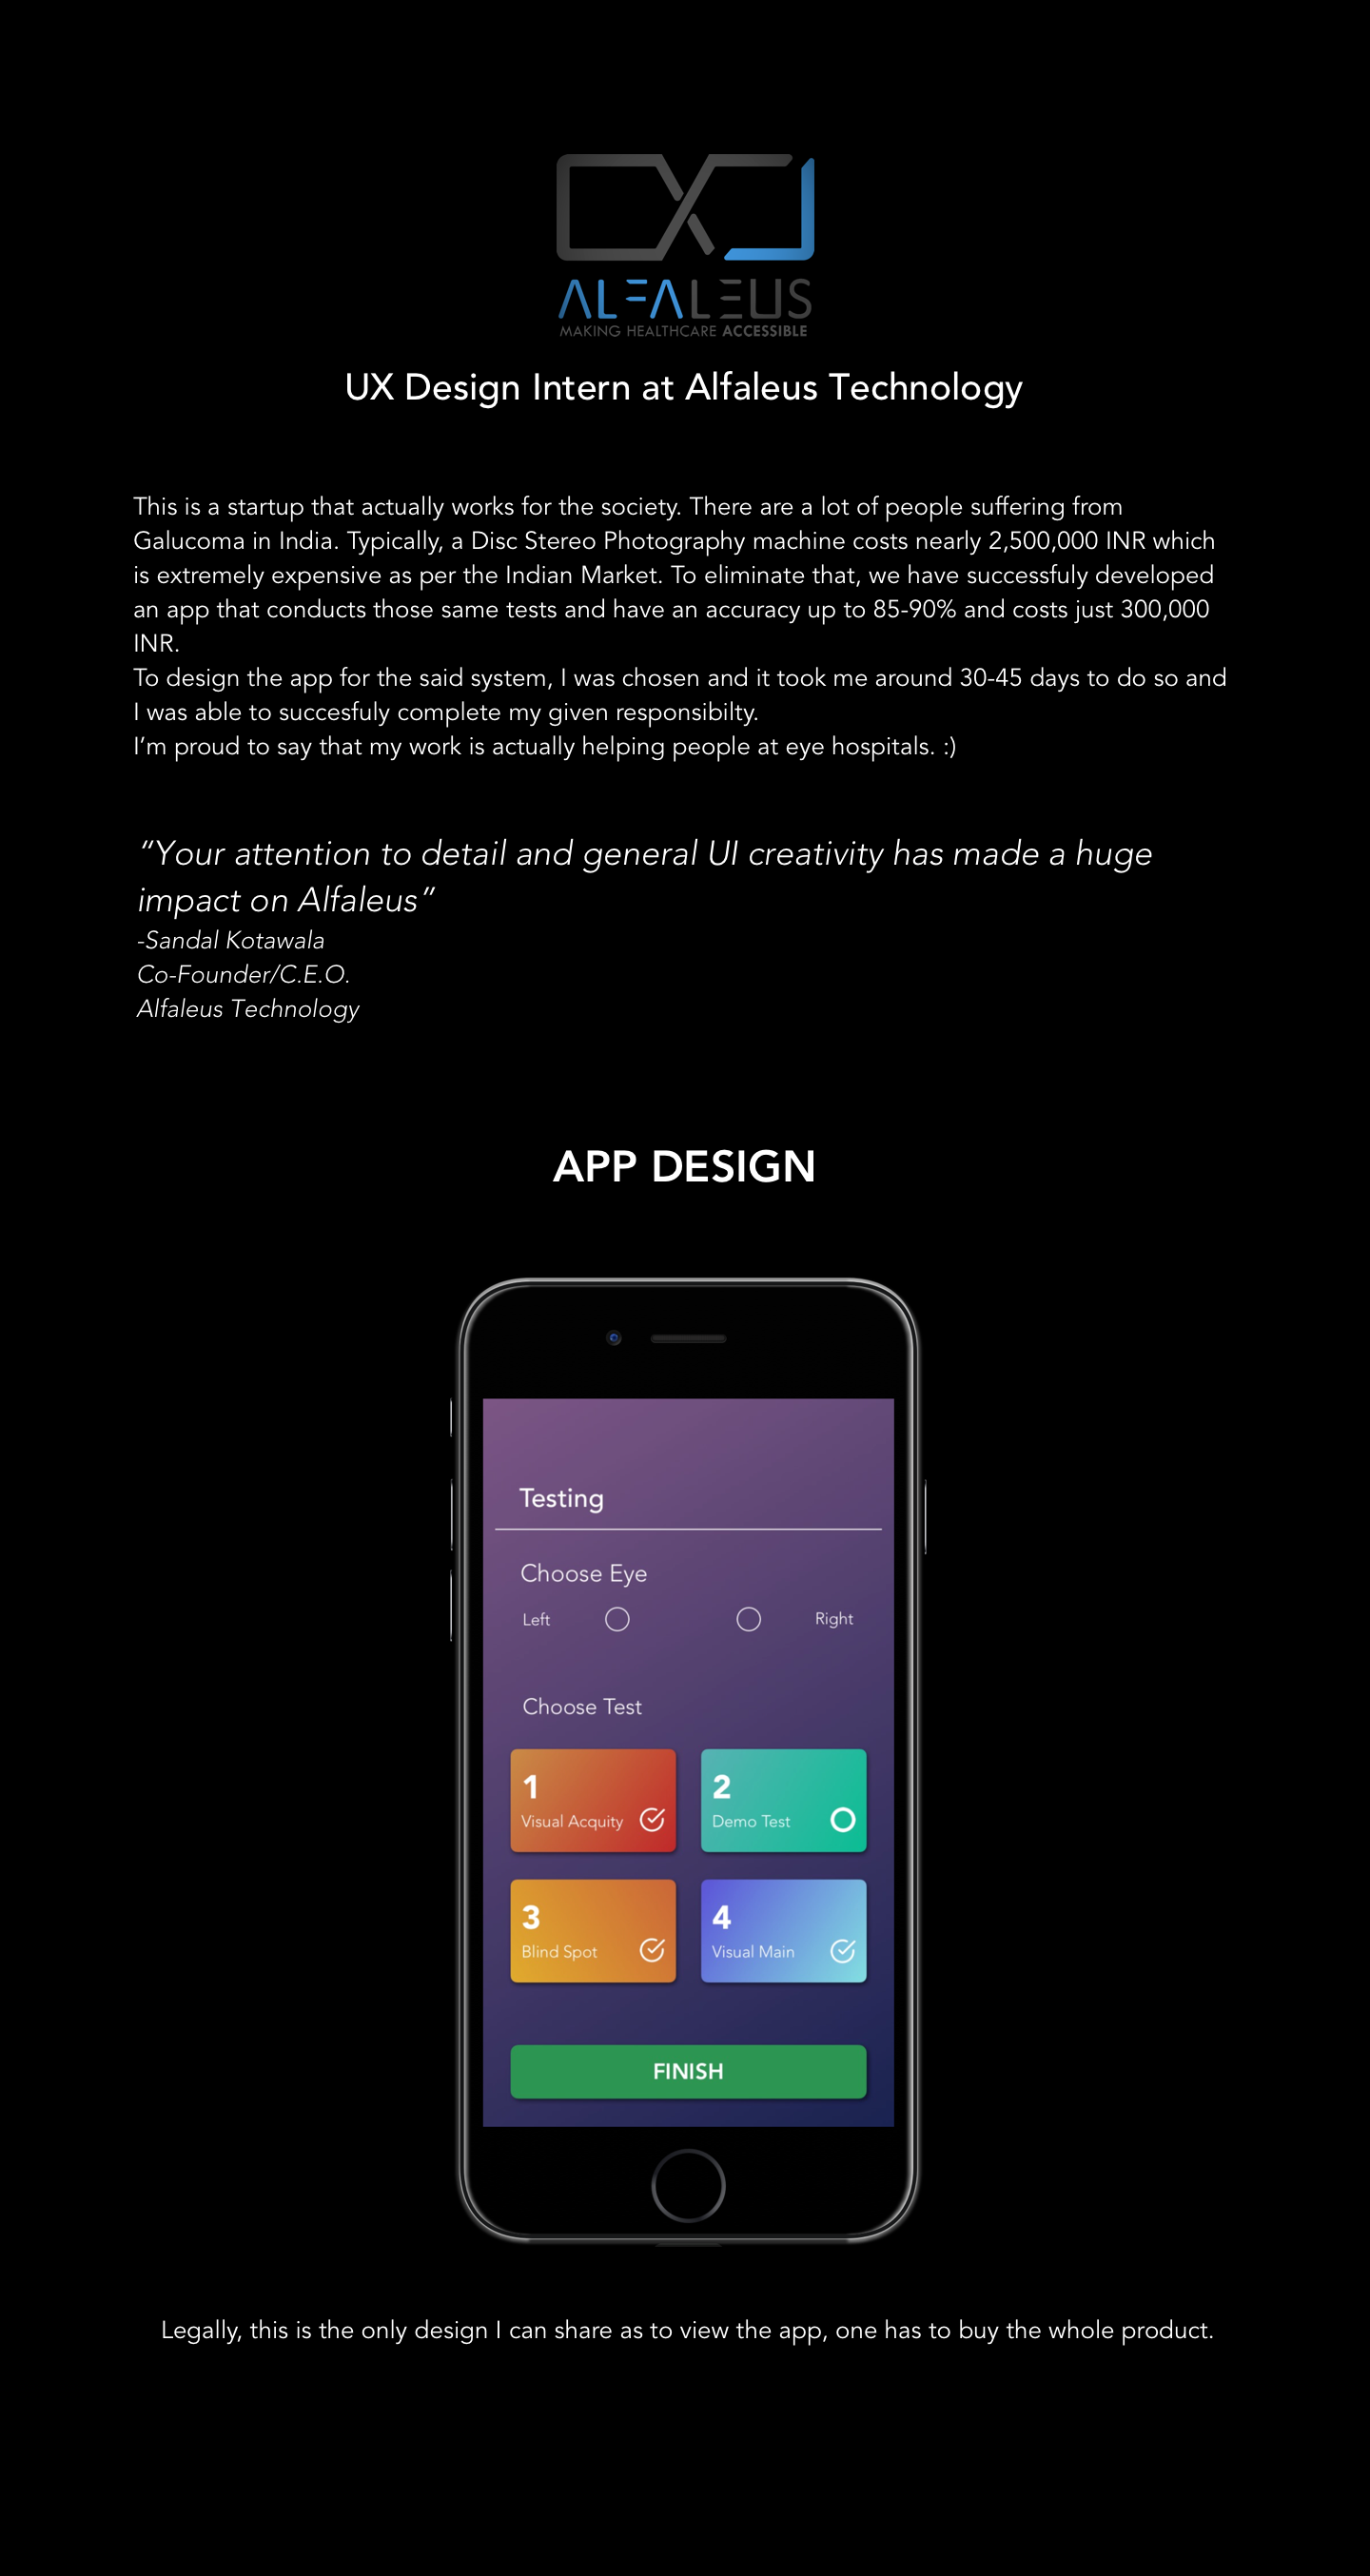 ALFALEUS
MAKING HEALTHCARE ACCESSIBLE
UX Design Intern at Alfaleus Technology
This is a startup that actually works for the society. There are a lot of people suffering from
Galucoma in India. Typically, a Disc Stereo Photography machine costs nearly 2,500,000 INR which
is extremely expensive as per the Indian Market. To eliminate that, we have successfuly developed
an app that conducts those same tests and have an accuracy up to 85-90% and costs just 300,000
INR.
To design the app for the said system, I was chosen and it took me around 30-45 days to do so and
I was able to succesfuly complete my given responsibilty.
I’m proud to say that my work is actually helping people at eye hospitals. :)
“Your attention to detail and general UI creativity has made a huge
impact on Alfaleus”
-Sandal Kotawala
Co-Founder/C.E.O.
Alfaleus Technology
APP DESIGN
Testing
Choose Eye
Left Right
Choose Test
1 2
Visual Acquity Demo Test
3 4
Blind Spot Visual Main
FINISH
Legally, this is the only design I can share as to view the app, one has to buy the whole product.